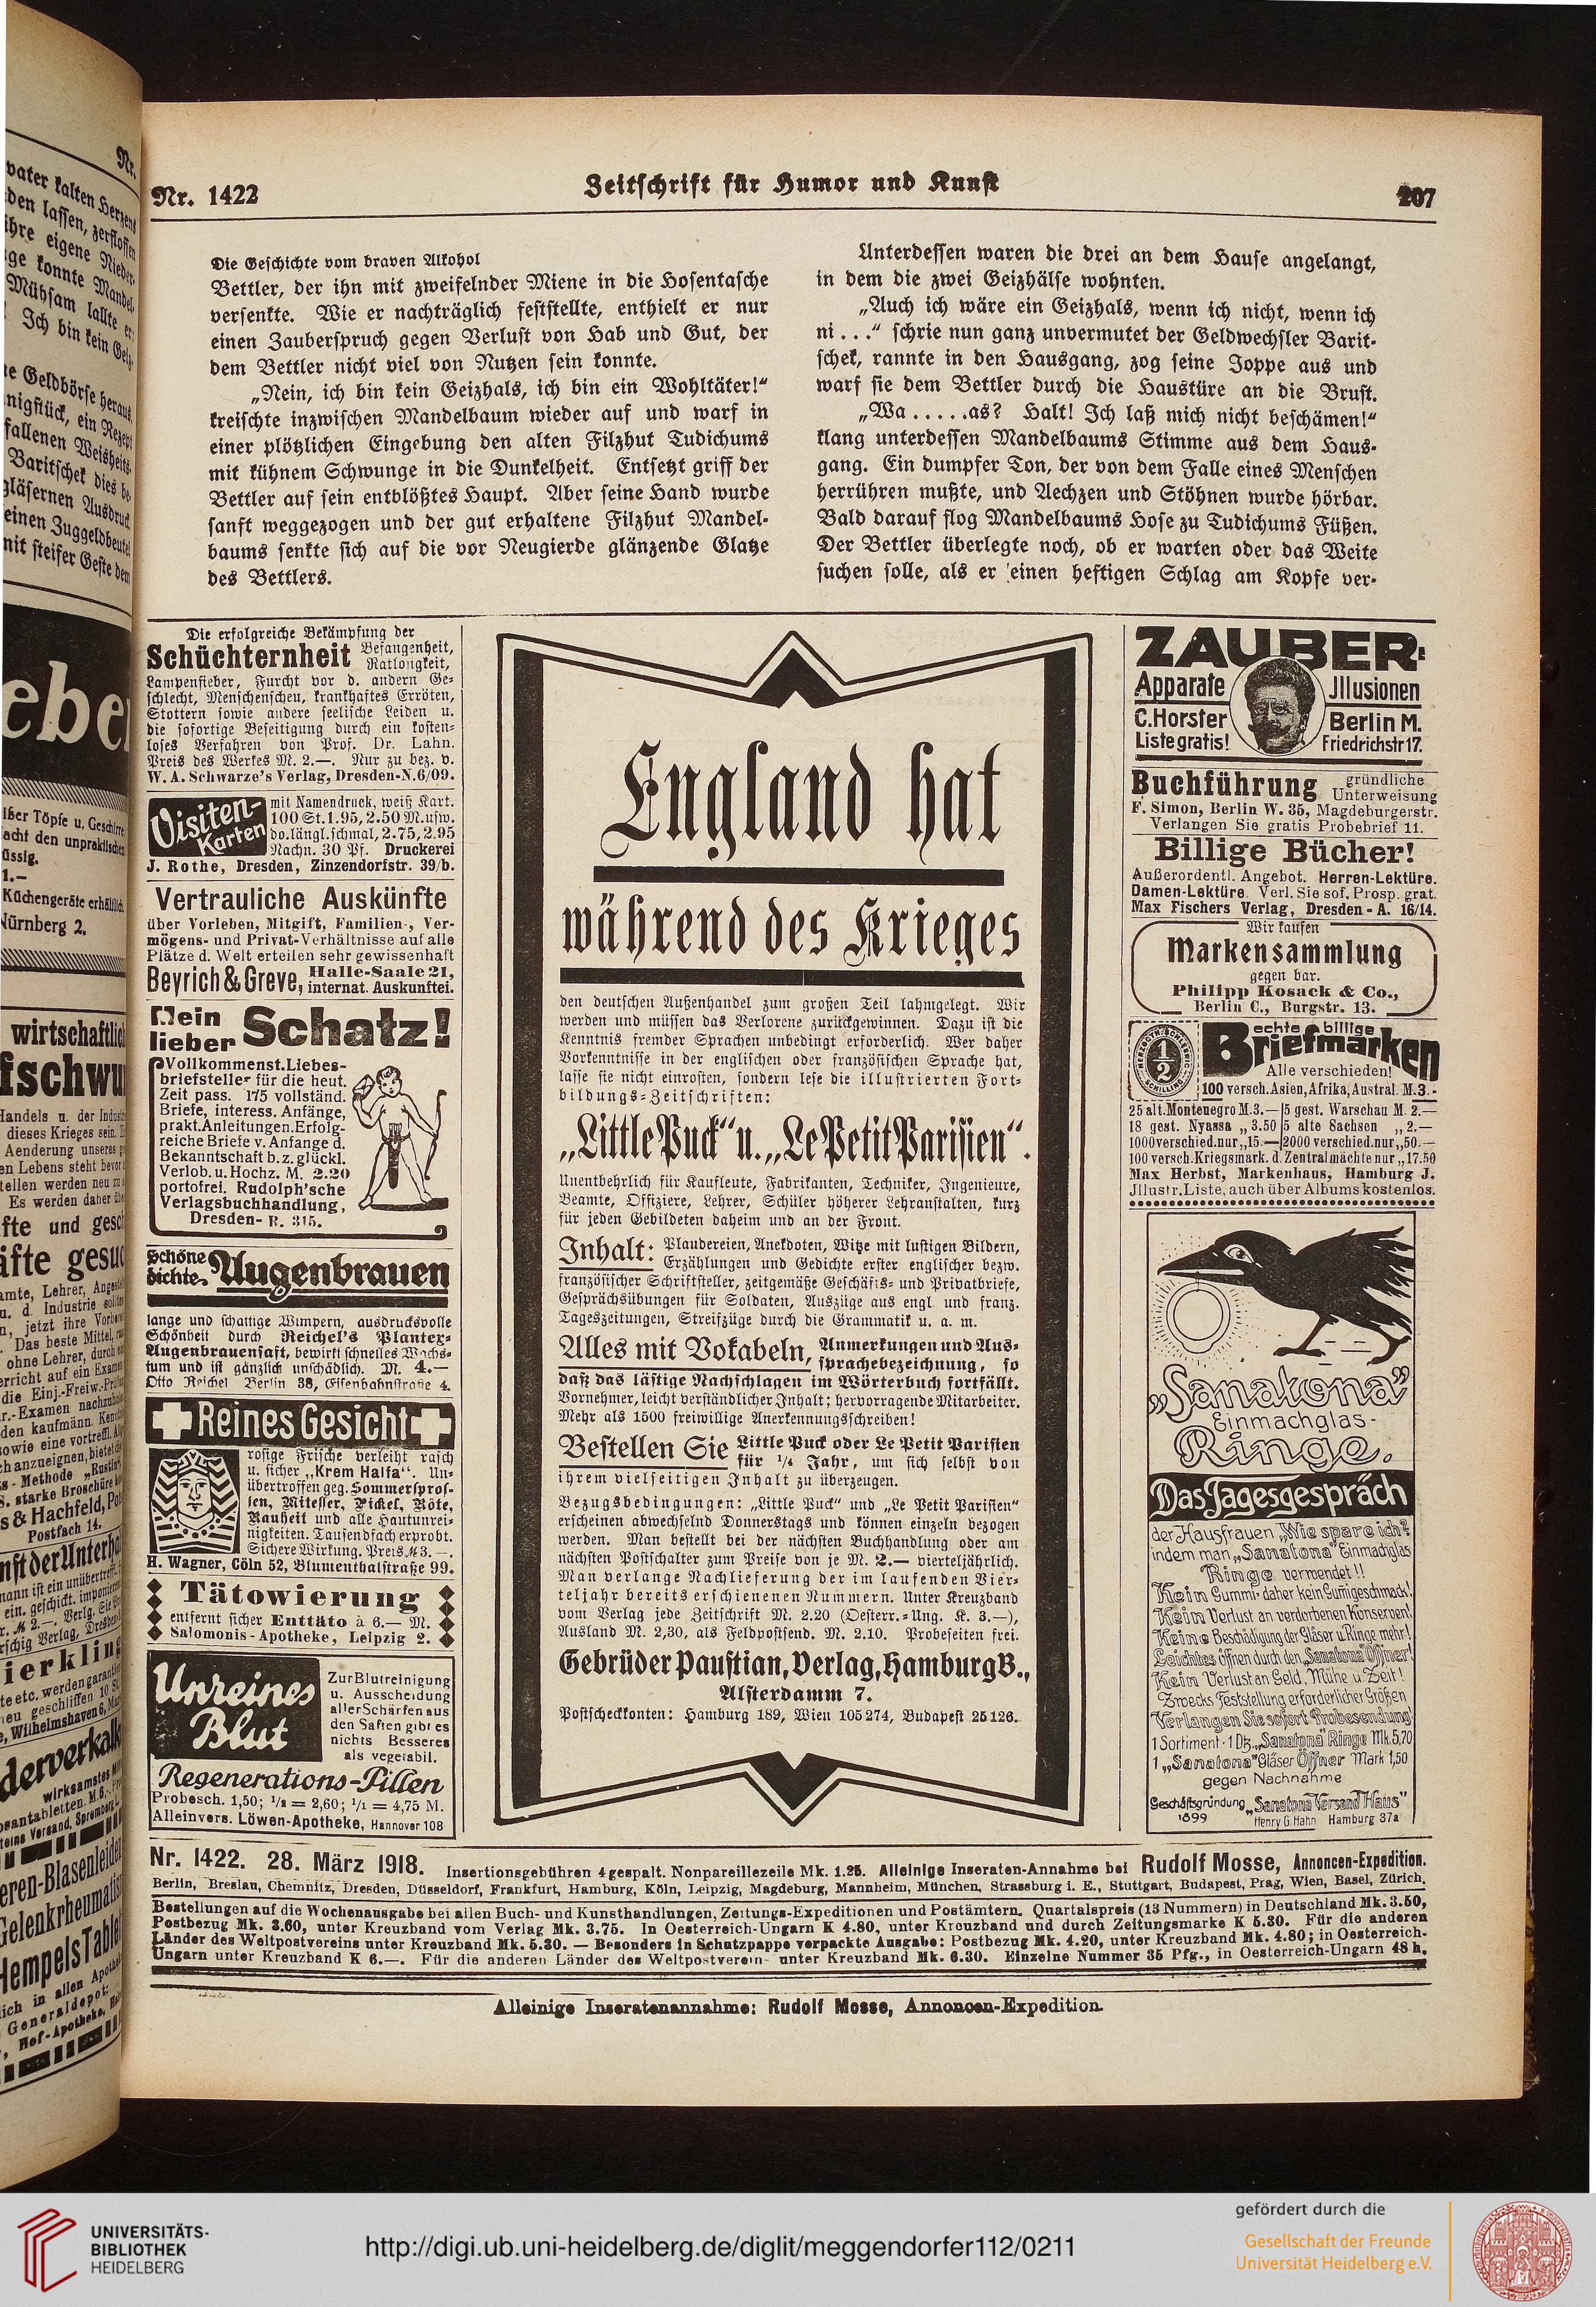 Nr. 1422
Zeitschrift für Humor und Kunst
207
Die Geschichte vom braven Alkohol
Bettler, der ihn mit zweifelnder Miene in die Hosentasche
versenkte. Wie er nachträglich feststellte, enthielt er nur
einen Zauberspruch gegen Verlust von Hab und Gut, der
dem Bettler nicht viel von Nutzen sein konnte.
„Nein, ich bin kein Geizhals, ich bin ein Wohltäter!“
kreischte inzwischen Mandelbaum wieder auf und warf in
einer plötzlichen Eingebung den alten Filzhut Tudichums
mit kühnem Schwunge in die Dunkelheit. Entsetzt griff der
Bettler auf sein entblößtes Haupt. Aber seine Hand wurde
sanft weggezogen und der gut erhaltene Filzhut Mandel-
baums senkte sich auf die vor Neugierde glänzende Glatze
des Bettlers.
Unterdessen waren die drei an dem Hause angelangt,
in dem die zwei Geizhälse wohnten.
„Auch ich wäre ein Geizhals, wenn ich nicht, wenn ich
ni . . .“ schrie nun ganz unvermutet der Geldwechsler Barit-
schek, rannte in den Hausgang, zog seine Joppe aus und
warf sie dem Bettler durch die Haustüre an die Brust.
„Wa . . . . . as? Halt! Ich laß mich nicht beschämen!“
klang unterdessen Mandelbaums Stimme aus dem Haus-
gang. Ein dumpfer Ton, der von dem Falle eines Menschen
herrühren mußte, und Aechzen und Stöhnen wurde hörbar.
Bald darauf flog Mandelbaums Hose zu Tudichums Füßen.
Der Bettler überlegte noch, ob er warten oder das Weite
suchen solle, als er einen heftigen Schlag am Kopfe ver-
Die erfolgreiche Bekämpfung der
Schüchternheit Befangenheit,
Ratlosigkeit,
Lampenfieber, Furcht vor d. andern Ge-
schlecht, Menschenscheu, krankhaftes Erröten,
Stottern sowie andere seelische Leiden u.
die sofortige Beseitigung durch ein kosten-
loses Verfahren von Prof. Dr. Lahn.
Preis des Werkes M. 2.—. Nur zu bez. v.
W. A. Schwarze's Verlag, Dresden-N. 6/09.
Visiten-
Karten
mit Namendruck, weiß Kart.
100 St. 1.95, 2.50 M. usw.
do. längl. schmal, 2.75, 2.95
Nachn. 30 Pf. Druckerei
J. Rothe, Dresden, Zinzendorfstr. 39/b.
Vertrauliche Auskünfte
über Vorleben, Mitgift, Familien-, Ver-
mögens- und Privat-Verhältnisse auf alle
Plätze d. Welt erteilen sehr gewissenhaft
Beyrich & Greve, Halle-Saale 21,
internat. Auskunftei.
Mein
lieber Schatz!
Vollkommenst. Liebes-
briefsteller für die heut.
Zeit pass. 175 vollständ.
Briefe, interess. Anfänge,
prakt. Anleitungen. Erfolg-
reiche Briefe v. Anfange d.
Bekanntschaft b. z. glückl.
Verlob. u. Hochz. M. 2.20
portofrei. Rudolph'sche
Verlagsbuchhandlung,
Dresden- R. 315.
Schöne
dichte Augenbrauen
lange und schattige Wimpern, ausdrucksvolle
Schönheit durch Reichel's Plantex-
Augenbrauensaft, bewirkt schnelles Wachs-
tum und ist gänzlich unschädlich. M. 4.—
Otto Reichel Berlin 38, Eisenbahnstraße 4.
Reines Gesicht
rosige Frische verleiht rasch
u. sicher „Krem Halfa“. Un-
übertroffen geg. Sommerspros-
sen, Mitesser, Pickel, Röte,
Rauheit und alle Hautunrei-
nigkeiten. Tausendfach erprobt.
Sichere Wirkung. Preis M 3.—.
H. Wagner, Cöln 52, Blumenthalstraße 99.
Tätowierung
entfernt sicher Enttäto à 6.— M.
Salomonis-Apotheke, Leipzig 2.
Unreines
Blut
Zur Blutreinigung
u. Ausscheidung
aller Schärfen aus
den Säften gibt es
nichts Besseres
als vegetabil.
Regenerations-Pillen
Probesch. 1,50; 1/2 = 2,60; 1/1 = 4,75 M.
Alleinvers. Löwen-Apotheke, Hannover 108
England hat
während des Krieges
den deutschen Außenhandel zum großen Teil lahmgelegt. Wir
werden und müssen das Verlorene zurückgewinnen. Dazu ist die
Kenntnis fremder Sprachen unbedingt erforderlich. Wer daher
Vorkenntnisse in der englischen oder französischen Sprache hat,
lasse sie nicht einrosten, sondern lese die illustrierten Fort-
bildungs-Zeitschriften:
„Little Puck“ u. „Le Petit Parisien“.
Unentbehrlich für Kaufleute, Fabrikanten, Techniker, Ingenieure,
Beamte, Offiziere, Lehrer, Schüler höherer Lehranstalten, kurz
für jeden Gebildeten daheim und an der Front.
Inhalt: Plaudereien, Anekdoten, Witze mit lustigen Bildern,
Erzählungen und Gedichte erster englischer bezw.
französischer Schriftsteller, zeitgemäße Geschäfts- und Privatbriefe,
Gesprächsübungen für Soldaten, Auszüge aus engl. und franz.
Tageszeitungen, Streifzüge durch die Grammatik u. a. m.
Alles mit Vokabeln, Anmerkungen und Aus-
sprachebezeichnung, so
daß das lästige Nachschlagen im Wörterbuch fortfällt.
Vornehmer, leicht verständlicher Inhalt; hervorragende Mitarbeiter.
Mehr als 1500 freiwillige Anerkennungsschreiben!
Bestellen Sie Little Puck oder Le Petit Parisien
für 1/4 Jahr, um sich selbst von
ihrem vielseitigen Inhalt zu überzeugen.
Bezugsbedingungen: „Little Puck“ und „Le Petit Parisien“
erscheinen abwechselnd Donnerstags und können einzeln bezogen
werden. Man bestellt bei der nächsten Buchhandlung oder am
nächsten Postschalter zum Preise von je M. 2.— vierteljährlich.
Man verlange Nachlieferung der im laufenden Vier-
teljahr bereits erschienenen Nummern. Unter Kreuzband
vom Verlag jede Zeitschrift M. 2.20 (Oesterr.-Ung. K. 3.—),
Ausland M. 2,30, als Feldpostsend. M. 2.10. Probeseiten frei.
Gebrüder Paustian, Verlag, Hamburg B.,
Alsterdamm 7.
Postscheckkonten: Hamburg 189, Wien 105274, Budapest 25126.
ZAUBER-
Apparate
Jllusionen
C. Horster
Berlin M.
Liste gratis!
Friedrichstr 17.
Buchführung gründliche
Unterweisung
F. Simon, Berlin W. 35, Magdeburgerstr.
Verlangen Sie gratis Probebrief 11.
Billige Bücher!
Außerordentl. Angebot. Herren-Lektüre.
Damen-Lektüre. Verl. Sie sof. Prosp. grat.
Max Fischers Verlag, Dresden-A. 16/14.
Wir kaufen
Markensammlung
gegen bar.
Philipp Kosack & Co.,
Berlin C., Burgstr. 13.
echte billige
Briefmarken
Alle verschieden!
100 versch. Asien, Afrika, Austral. M. 3.-
25 alt. Montenegro M. 3.— 5 gest. Warschau M. 2.—
18 gest. Nyassa „ 3.50 5 alte Sachsen „ 2.—
1000 verschied. nur „ 15.— 2000 verschied. nur „ 50.—
100 versch. Kriegsmark. d. Zentralmächte nur „ 17.50
Max Herbst, Markenhaus, Hamburg J.
Jllustr. Liste, auch über Albums kostenlos.
„Sanatona“
Einmachglas-
Ringe.
Das Tagesgespräch
der Hausfrauen „Wie spare ich?
indem man „Sanatona“ Einmachglas
Ringe verwendet!!
Kein Gummi- daher kein Gumigeschmack!
Kein Verlust an verdorbenen Konserven!
Keine Beschädigung der Gläser u. Ringe mehr!
Leichtes öffnen durch den „Sanatona“ Öffner!
Kein Verlust an Geld, Mühe u. Zeit!
Zwecks Feststellung erforderlicher Größen
Verlangen Sie sofort Probesendung!
1 Sortiment-1 Dtz. „Sanatona“ Ringe Mk. 5,70
1 „Sanatona“ Gläser Öffner Mark 1,50
gegen Nachnahme
Geschäftsgründung 1899
„Sanatona Versand Haus“
Henry G. Hahn Hamburg 37a
Nr. 1422. 28. März 1918. Insertionsgebühren 4gespalt. Nonpareillezeile Mk. 1.25. Alleinige Inseraten-Annahme bei Rudolf Mosse, Annoncen-Expedition.
Berlin, Breslau, Chemnitz, Dresden, Düsseldorf, Frankfurt, Hamburg, Köln, Leipzig, Magdeburg, Mannheim, München, Strassburg i. E., Stuttgart, Budapest, Prag, Wien, Basel, Zürich.
Bestellungen auf die Wochenausgabe bei allen Buch- und Kunsthandlungen, Zeitungs-Expeditionen und Postämtern. Quartalspreis (13 Nummern) in Deutschland Mk. 3.50,
Postbezug Mk. 3.60, unter Kreuzband vom Verlag Mk. 3.75. In Oesterreich-Ungarn K 4.80, unter Kreuzband und durch Zeitungsmarke K 5.30. Für die anderen
Länder des Weltpostvereins unter Kreuzband Mk. 5.30. — Besonders in Schutzpappe verpackte Ausgabe: Postbezug Mk. 4.20, unter Kreuzband Mk. 4.80; in Oesterreich-
Ungarn unter Kreuzband K 6.—. Für die anderen Länder des Weltpostvereins unter Kreuzband Mk. 6.30. Einzelne Nummer 35 Pfg., in Oesterreich-Ungarn 48 h.
Alleinige Inseratenannahme: Rudolf Mosse, Annoncen-Expedition.
UNIVERSITÄTS-
BIBLIOTHEK
HEIDELBERG
http://digi.ub.uni-heidelberg.de/diglit/meggendorfer112/0211
gefördert durch die
Gesellschaft der Freunde
Universität Heidelberg e.V.